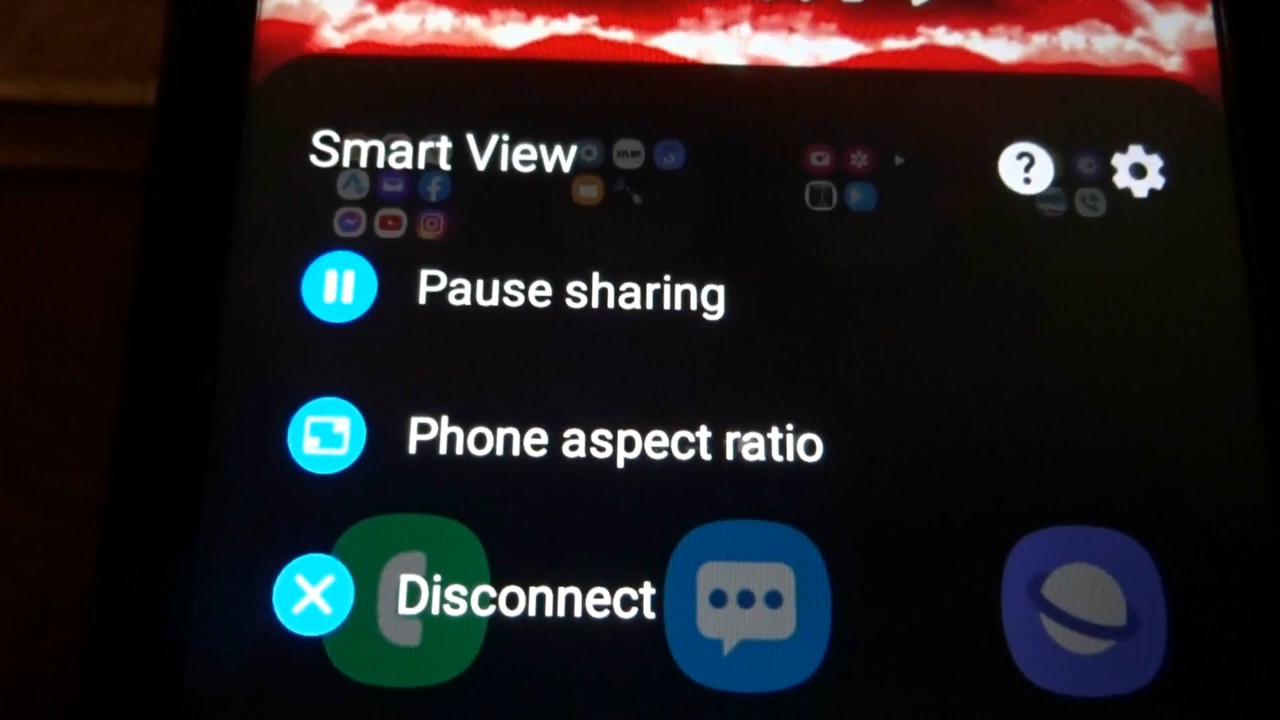 Smart View
?
Pause sharing
Phone aspect ratio
Disconnect